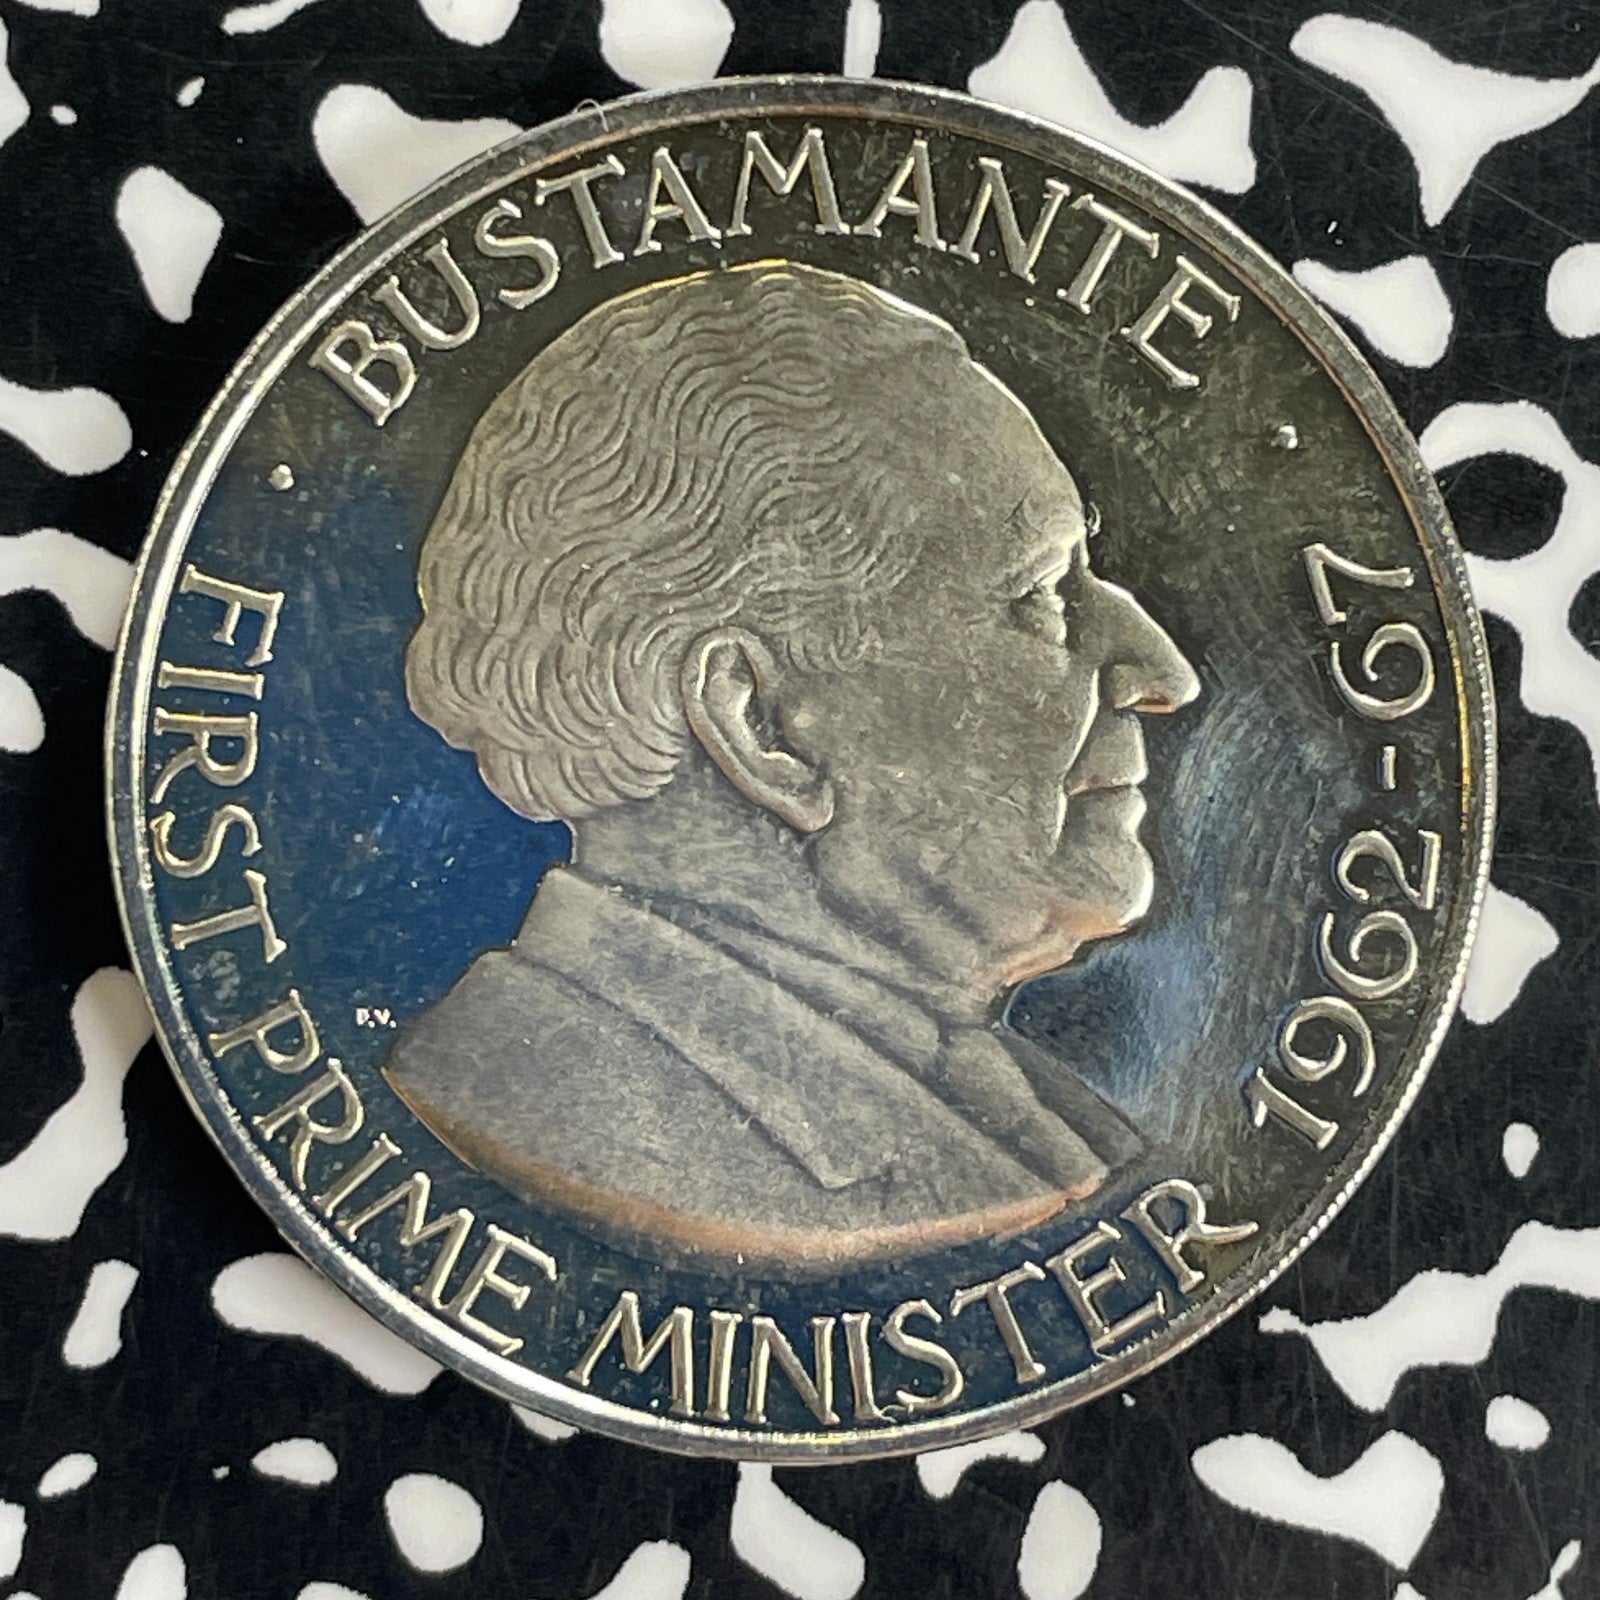 BUSTAMANTE
FIRST PRIME MINISTER
1962-67
P.V.